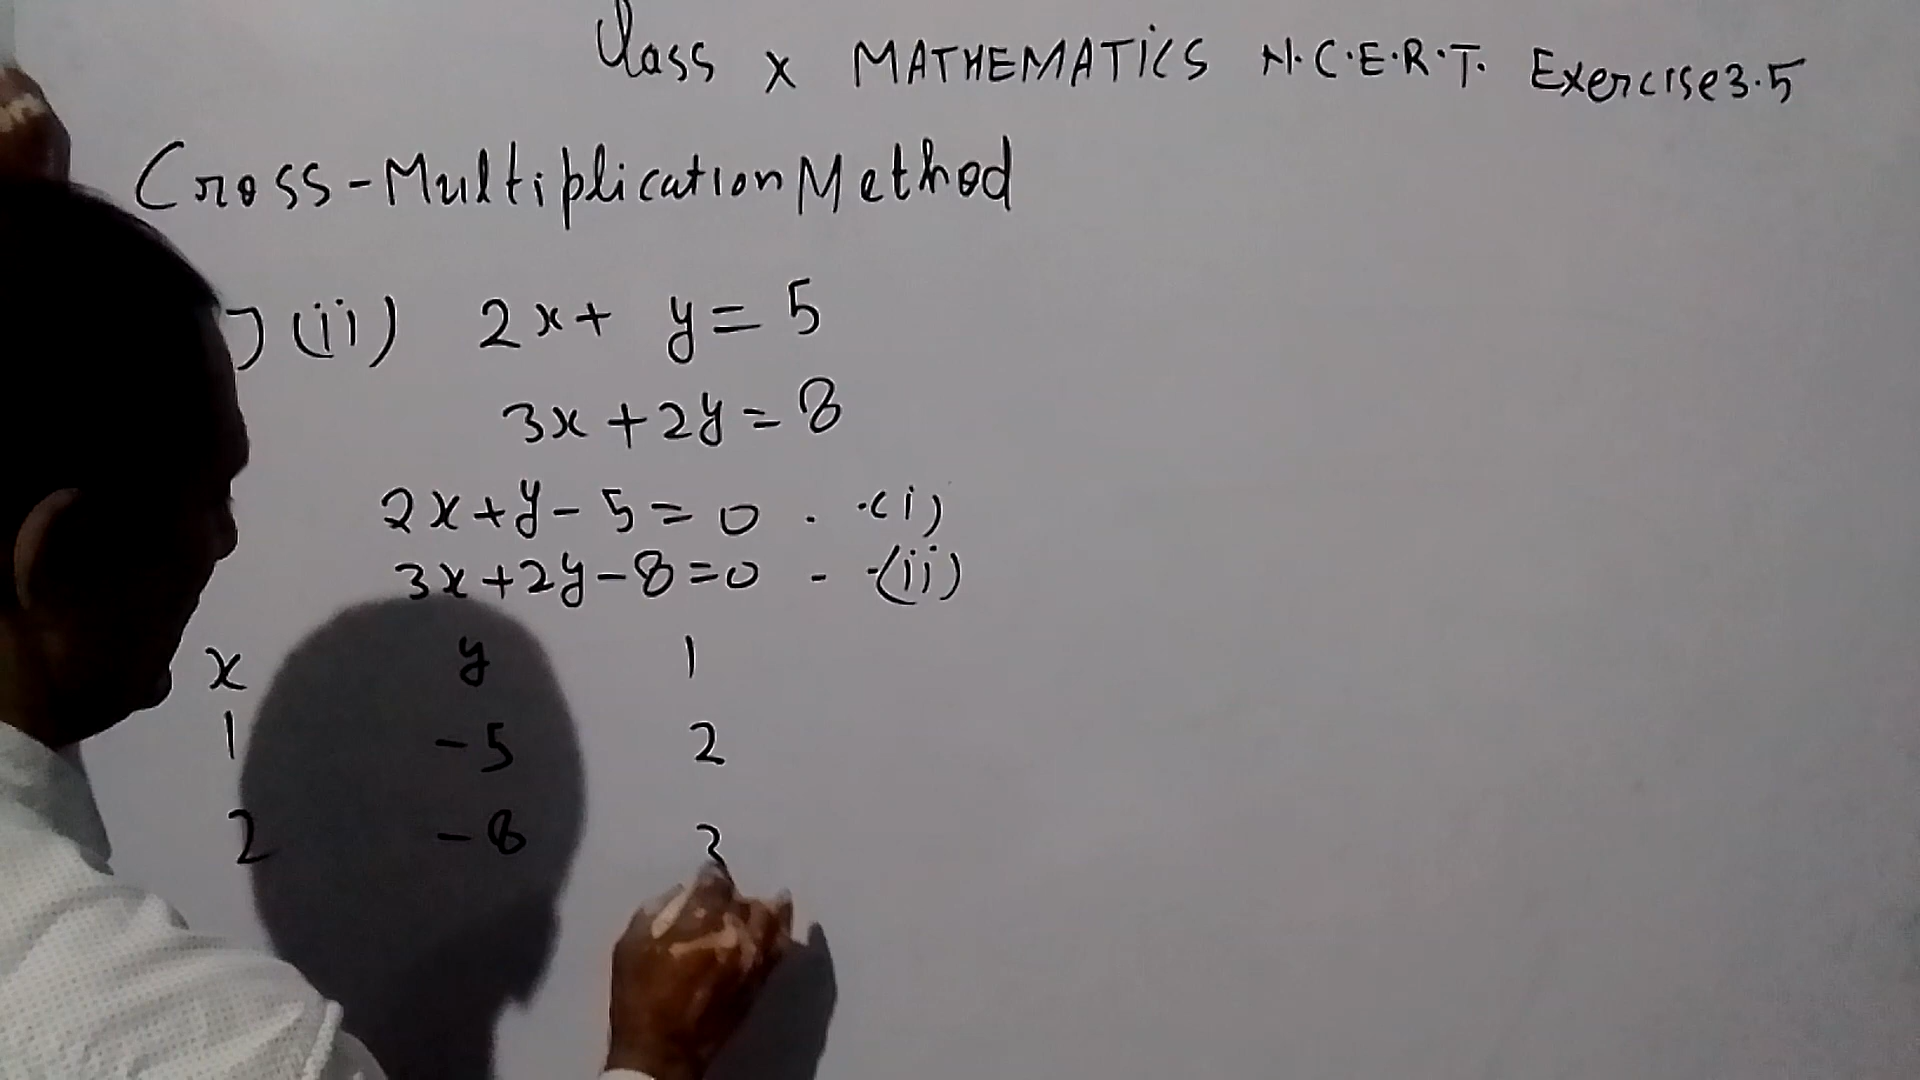 Class X MATHEMATICS N.C.E.R.T. Exercise 3.5
Cross-Multiplication Method
(ii) 2x + y = 5
3x + 2y = 8
2x + y - 5 = 0 - -(i)
3x + 2y - 8 = 0 - -(ii)
x y 1
1 -5 2
2 -8 3